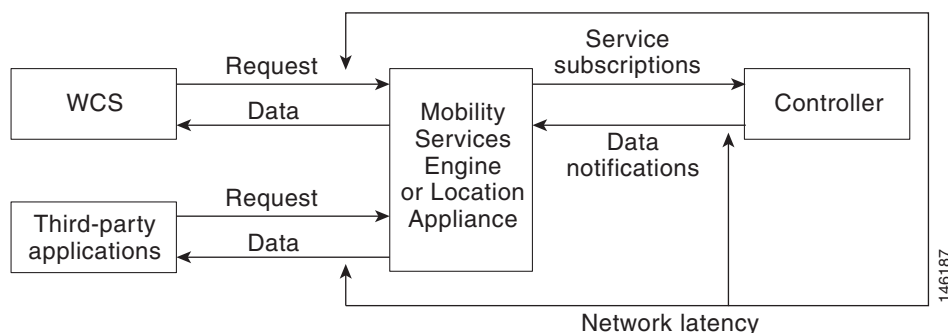 WCS
Request
Data
Mobility
Services
Engine
or Location
Appliance
Service
subscriptions
Data
notifications
Controller
Third-party
applications
Request
Data
Network latency
146187